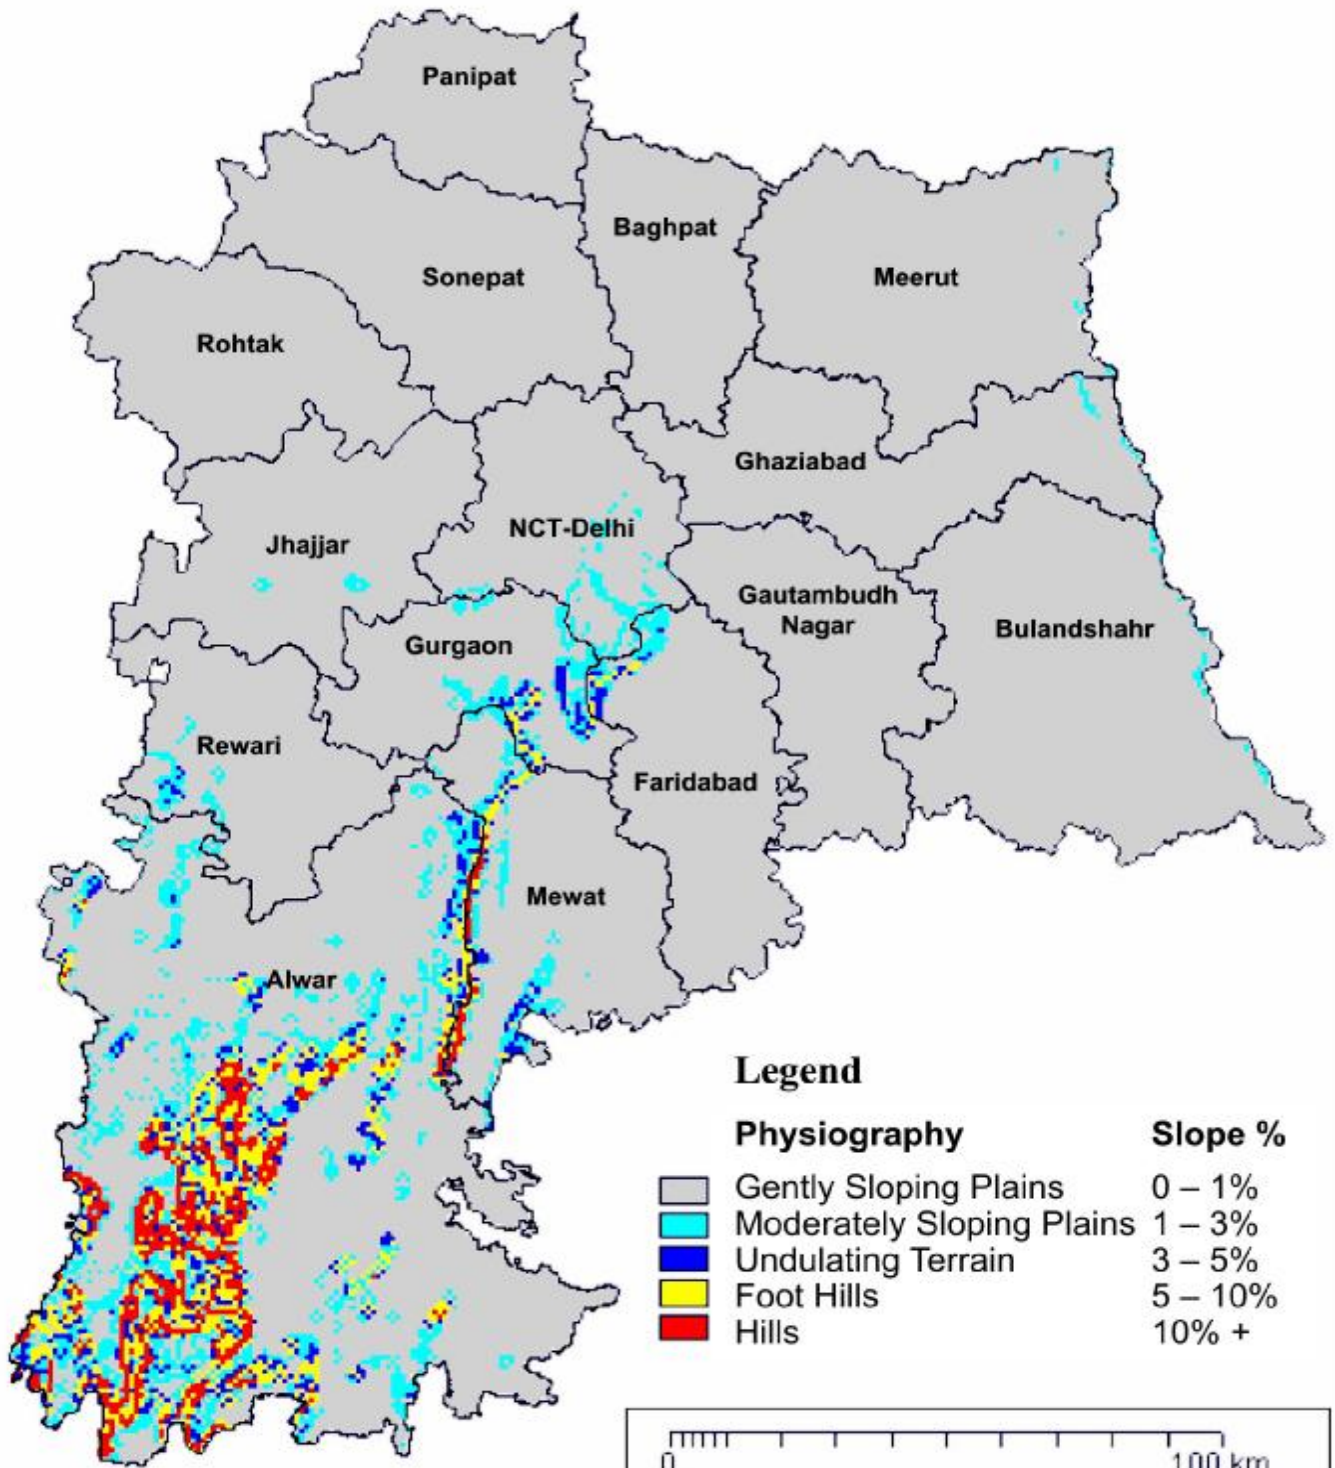 Panipat
Baghpat
Sonepat
Meerut
Rohtak
Ghaziabad
NCT-Delhi
Jhajjar
Gautambudh
Nagar
Bulandshahr
Gurgaon
Rewari
Faridabad
Mewat
Alwar
Legend
Physiography Slope %
Gently Sloping Plains 0 – 1%
Moderately Sloping Plains 1 – 3%
Undulating Terrain 3 – 5%
Foot Hills 5 – 10%
Hills 10% +
0 100 km